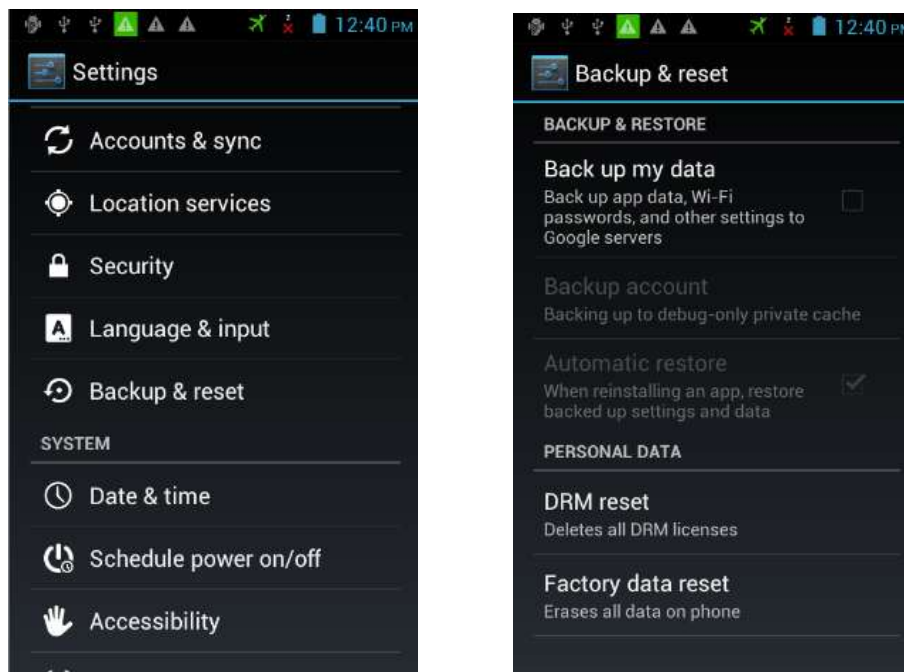 12:40 PM
Settings
Accounts & sync
Location services
Security
Language & input
Backup & reset
SYSTEM
Date & time
Schedule power on/off
Accessibility
12:40 PM
Backup & reset
BACKUP & RESTORE
Back up my data
Back up app data, Wi-Fi
passwords, and other settings to
Google servers
Backup account
Backing up to debug-only private cache
Automatic restore
When reinstalling an app, restore
backed up settings and data
PERSONAL DATA
DRM reset
Deletes all DRM licenses
Factory data reset
Erases all data on phone